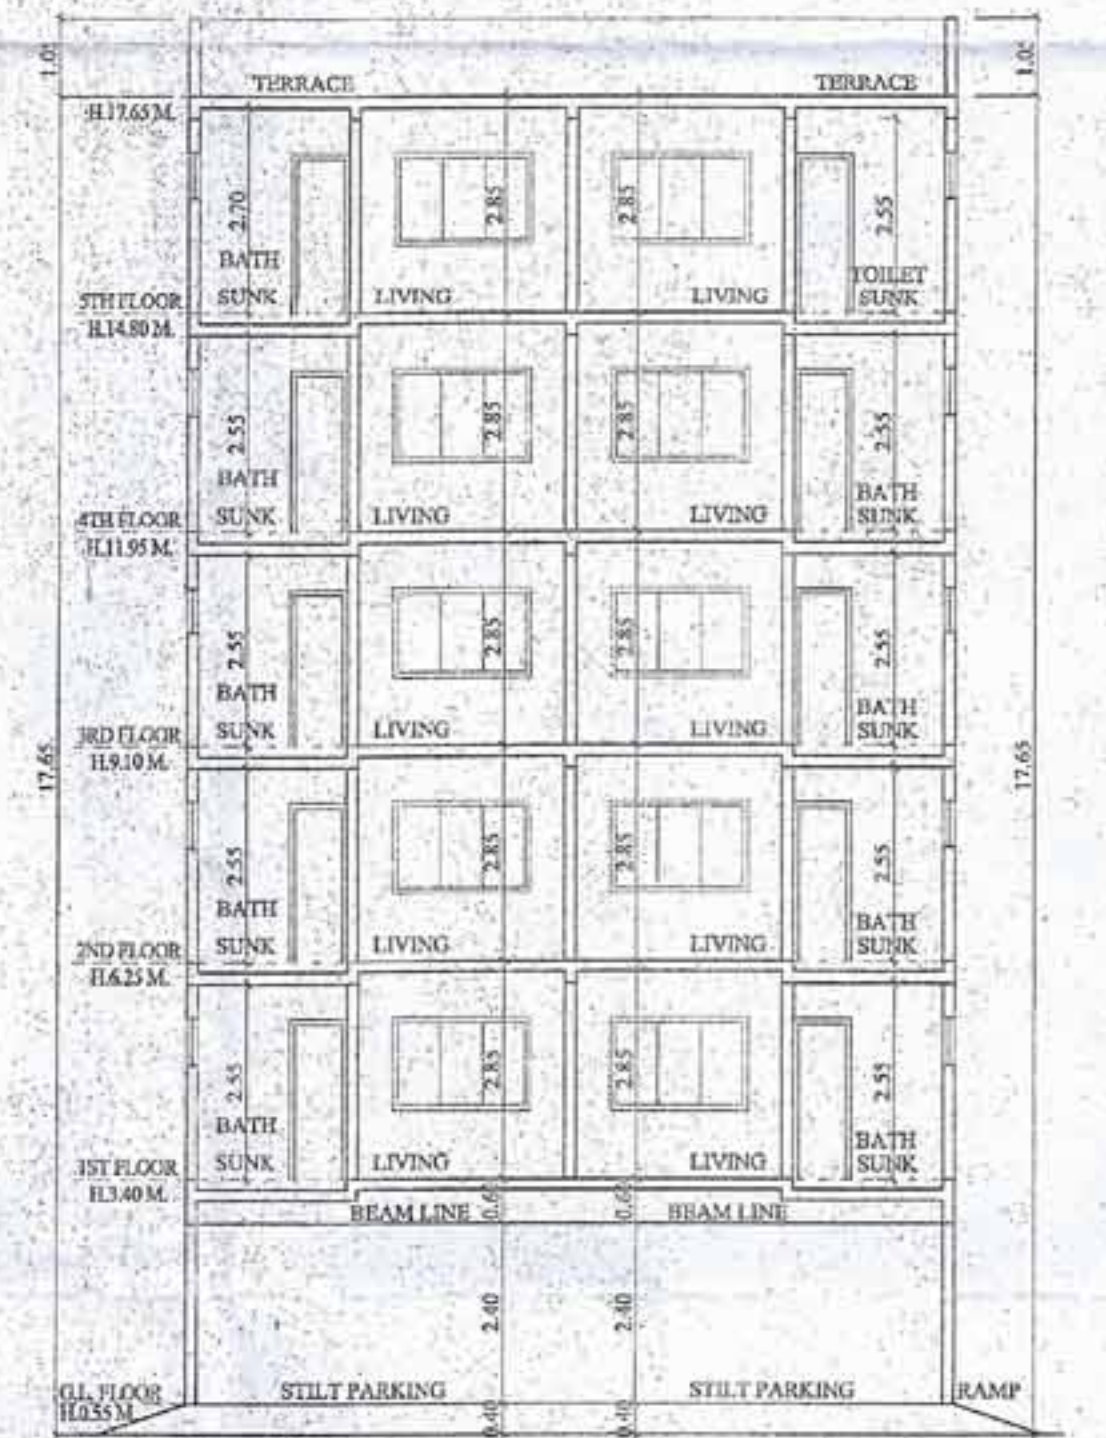 1.05
1.05
TERRACE
TERRACE
H.17.65 M.
2.70
2.85
2.85
2.55
BATH
SUNK
LIVING
LIVING
TOILET
SUNK
5TH FLOOR
H.14.80 M.
2.55
2.85
2.85
2.55
BATH
SUNK
LIVING
LIVING
BATH
SUNK
4TH FLOOR
H.11.95 M.
2.55
2.85
2.85
2.55
BATH
SUNK
LIVING
LIVING
BATH
SUNK
3RD FLOOR
H.9.10 M.
17.65
17.65
2.55
2.85
2.85
2.55
BATH
SUNK
LIVING
LIVING
BATH
SUNK
2ND FLOOR
H.6.25 M.
2.55
2.85
2.85
2.55
BATH
SUNK
LIVING
LIVING
BATH
SUNK
1ST FLOOR
H.3.40 M.
BEAM LINE
0.60
0.60
BEAM LINE
2.40
2.40
G.L. FLOOR
H.0.55 M
STILT PARKING
STILT PARKING
RAMP
0.40
0.40